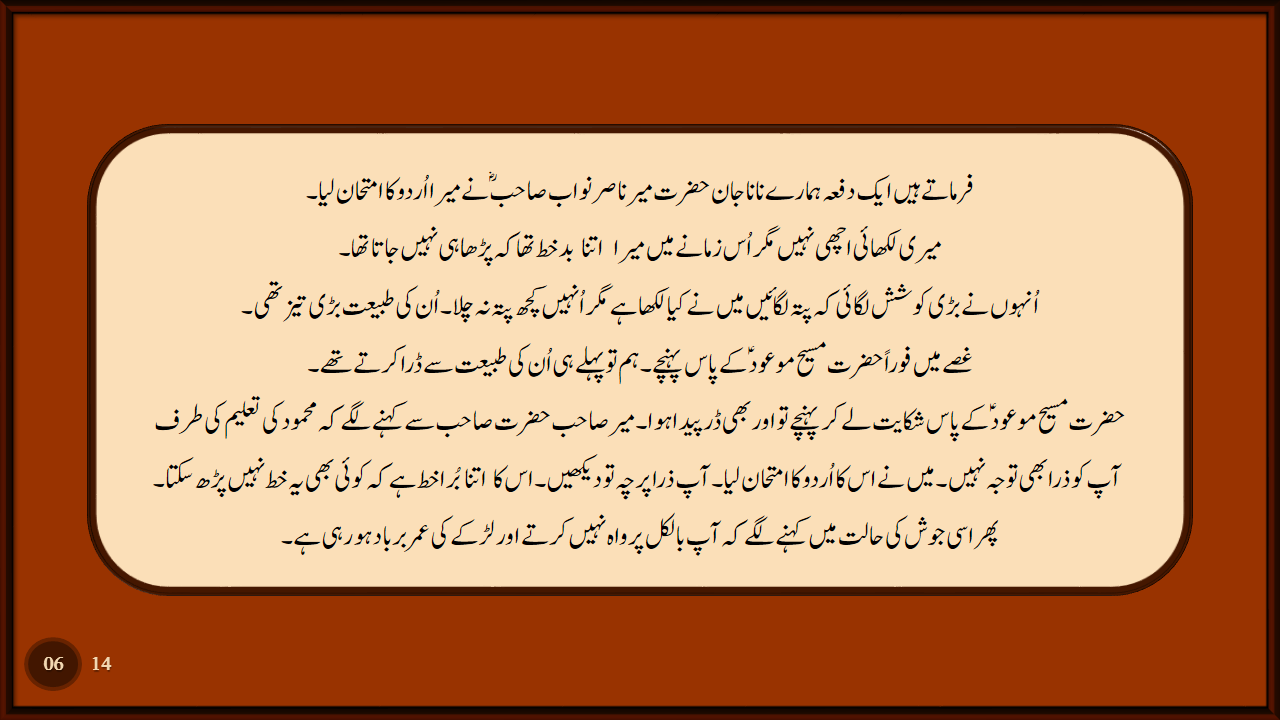 فرماتے ہیں ایک دفعہ ہمارے نانا جان حضرت میر ناصر نواب صاحبؓ نے میرا اُردو کا امتحان لیا۔
میری لکھائی اچھی نہیں مگر اُس زمانے میں میرا اتنا بدخط تھا کہ پڑھا ہی نہیں جاتا تھا۔
اُنہوں نے بڑی کوشش لگائی کہ پتہ لگائیں میں نے کیا لکھا ہے مگر اُنہیں کچھ پتہ نہ چلا۔ اُن کی طبیعت بڑی تیز تھی۔
غصے میں فوراً حضرت مسیح موعودؑ کے پاس پہنچے۔ ہم تو پہلے ہی اُن کی طبیعت سے ڈرا کرتے تھے۔
حضرت مسیح موعودؑ کے پاس شکایت لے کر پہنچے تو اور بھی ڈر پیدا ہوا۔ میر صاحب حضرت صاحب سے کہنے لگے کہ محمود کی تعلیم کی طرف
آپ کو ذرا بھی توجہ نہیں۔ میں نے اس کا اُردو کا امتحان لیا۔ آپ ذرا پرچہ تو دیکھیں۔ اس کا اتنا بُرا خط ہے کہ کوئی بھی یہ خط نہیں پڑھ سکتا۔
پھر اسی جوش کی حالت میں کہنے لگے کہ آپ بالکل پرواہ نہیں کرتے اور لڑکے کی عمر برباد ہو رہی ہے۔
06 14